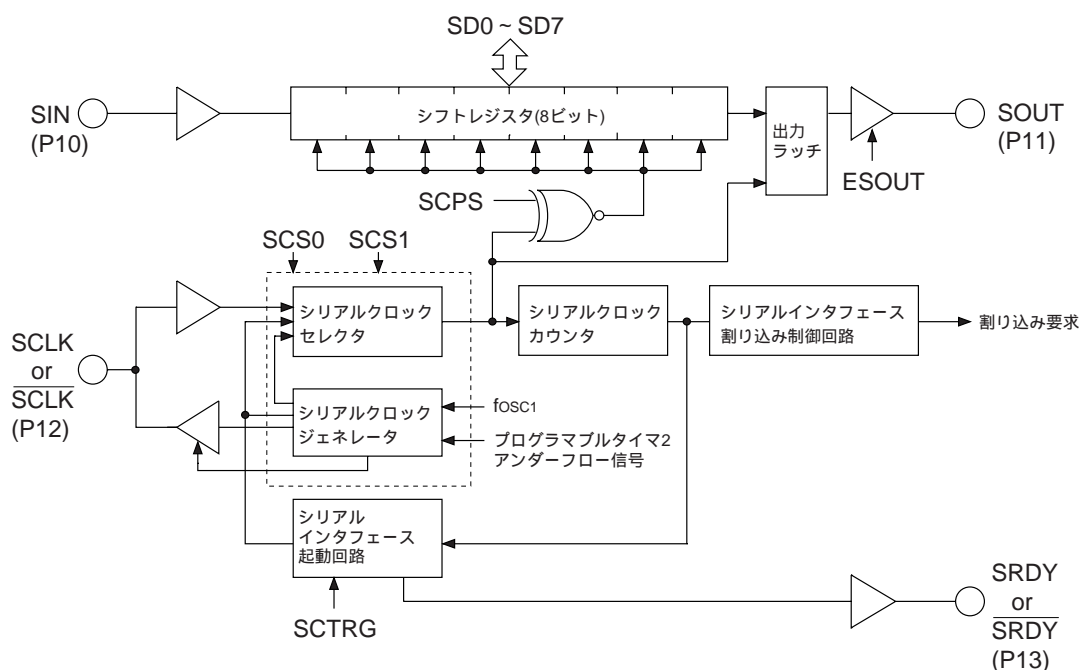 SD0 ~ SD7
SIN
(P10)
シフトレジスタ(8ビット)
出力
ラッチ
SOUT
(P11)
ESOUT
SCPS
SCS0
SCS1
シリアルクロック
セレクタ
シリアルクロック
カウンタ
シリアルインタフェース
割り込み制御回路
割り込み要求
SCLK
or
SCLK
(P12)
シリアルクロック
ジェネレータ
fOSC1
プログラマブルタイマ2
アンダーフロー信号
シリアル
インタフェース
起動回路
SCTRG
SRDY
or
SRDY
(P13)